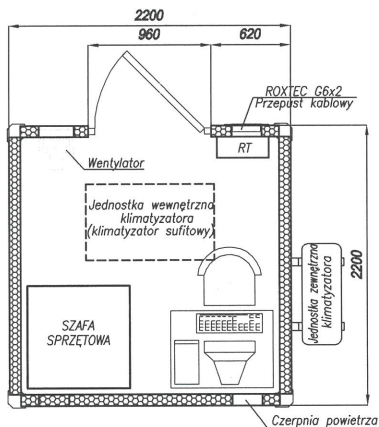 2200
960
620
ROXTEC G6x2
Przepust kablowy
RT
Wentylator
Jednostka wewnętrzna
klimatyzatora
(klimatyzator sufitowy)
Jednostka zewnętrzna
klimatyzatora
2200
SZAFA
SPRZĘTOWA
Czerpnia powietrza